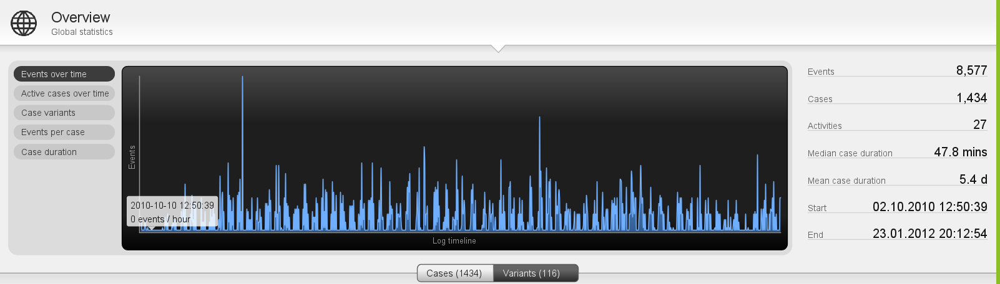 Overview
Global statistics
Events over time
Active cases over time
Case variants
Events per case
Case duration
Events
2010-10-10 12:50:39
0 events / hour
Log timeline
Events 8,577
Cases 1,434
Activities 27
Median case duration 47.8 mins
Mean case duration 5.4 d
Start 02.10.2010 12:50:39
End 23.01.2012 20:12:54
Cases (1434) Variants (116)